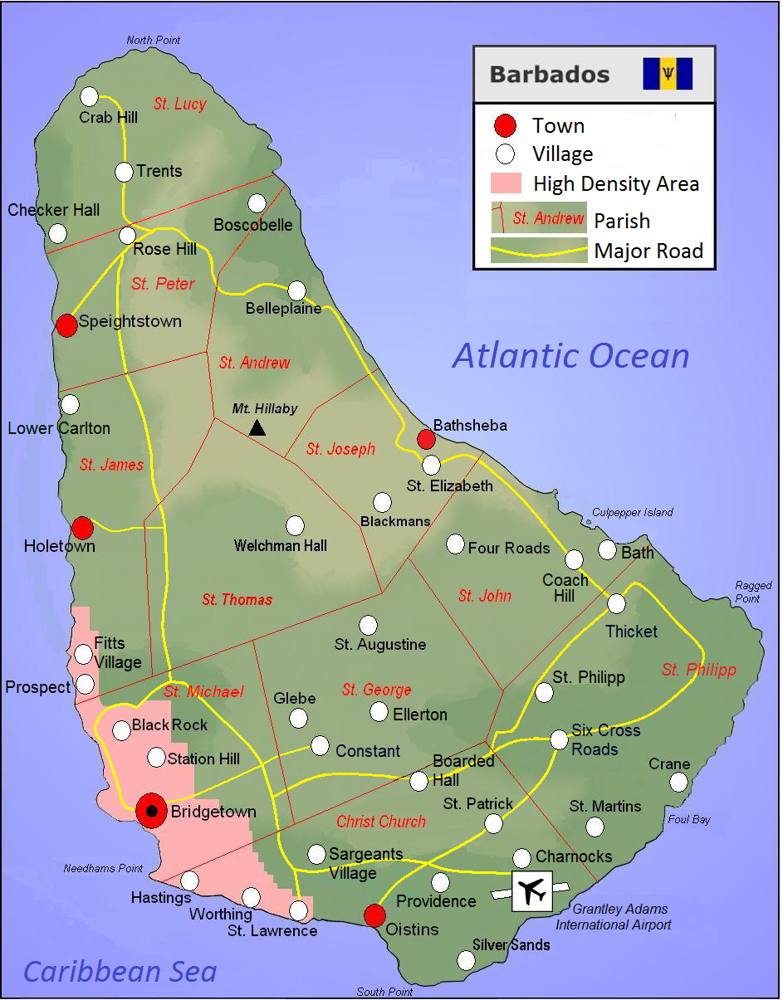 North Point
Barbados
Town
Village
High Density Area
St. Andrew
Parish
Major Road
St. Lucy
Crab Hill
Trents
Checker Hall
Boscobelle
Rose Hill
St. Peter
Belleplaine
Speightstown
Atlantic Ocean
St. Andrew
Mt. Hillaby
Lower Carlton
Bathsheba
St. Joseph
St. James
St. Elizabeth
Blackmans
Culpepper Island
Holetown
Welchman Hall
Four Roads
Bath
Coach
Hill
Ragged
Point
St. Thomas
St. John
Thicket
St. Augustine
Fitts
Village
St. Philipp
Prospect
St. Michael
St. George
St. Philipp
Glebe
Ellerton
Black Rock
Six Cross
Roads
Constant
Station Hill
Boarded
Hall
Crane
Bridgetown
St. Patrick
St. Martins
Christ Church
Foul Bay
Sargeants
Village
Charnocks
Needhams Point
Hastings
Providence
Worthing
Grantley Adams
International Airport
St. Lawrence
Oistins
Silver Sands
Caribbean Sea
South Point